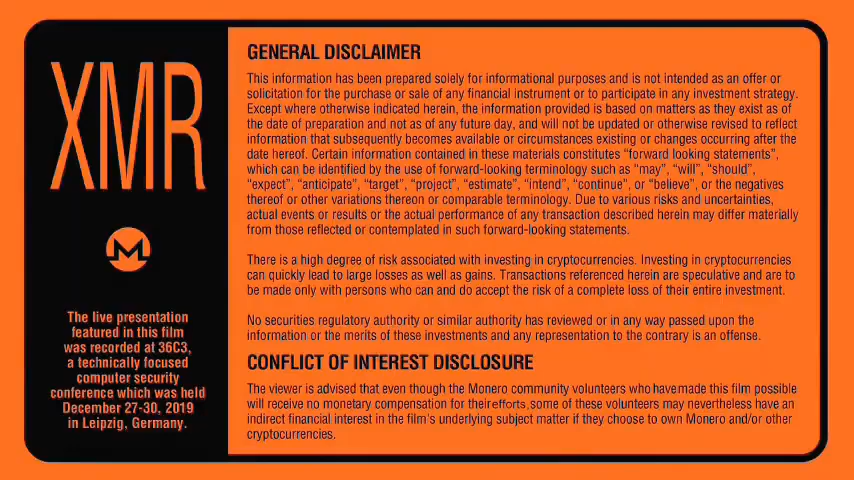 XMR
The live presentation
featured in this film
was recorded at 36C3,
a technically focused
computer security
conference which was held
December 27-30, 2019
in Leipzig, Germany.
GENERAL DISCLAIMER
This information has been prepared solely for informational purposes and is not intended as an offer or
solicitation for the purchase or sale of any financial instrument or to participate in any investment strategy.
Except where otherwise indicated herein, the information provided is based on matters as they exist as of
the date of preparation and not as of any future day, and will not be updated or otherwise revised to reflect
information that subsequently becomes available or circumstances existing or changes occurring after the
date hereof. Certain information contained in these materials constitutes “forward looking statements”,
which can be identified by the use of forward-looking terminology such as “may”, “will”, “should”,
“expect”, “anticipate”, “target”, “project”, “estimate”, “intend”, “continue”, or “believe”, or the negatives
thereof or other variations thereon or comparable terminology. Due to various risks and uncertainties,
actual events or results or the actual performance of any transaction described herein may differ materially
from those reflected or contemplated in such forward-looking statements.
There is a high degree of risk associated with investing in cryptocurrencies. Investing in cryptocurrencies
can quickly lead to large losses as well as gains. Transactions referenced herein are speculative and are to
be made only with persons who can and do accept the risk of a complete loss of their entire investment.
No securities regulatory authority or similar authority has reviewed or in any way passed upon the
information or the merits of these investments and any representation to the contrary is an offense.
CONFLICT OF INTEREST DISCLOSURE
The viewer is advised that even though the Monero community volunteers who have made this film possible
will receive no monetary compensation for their efforts, some of these volunteers may nevertheless have an
indirect financial interest in the film's underlying subject matter if they choose to own Monero and/or other
cryptocurrencies.